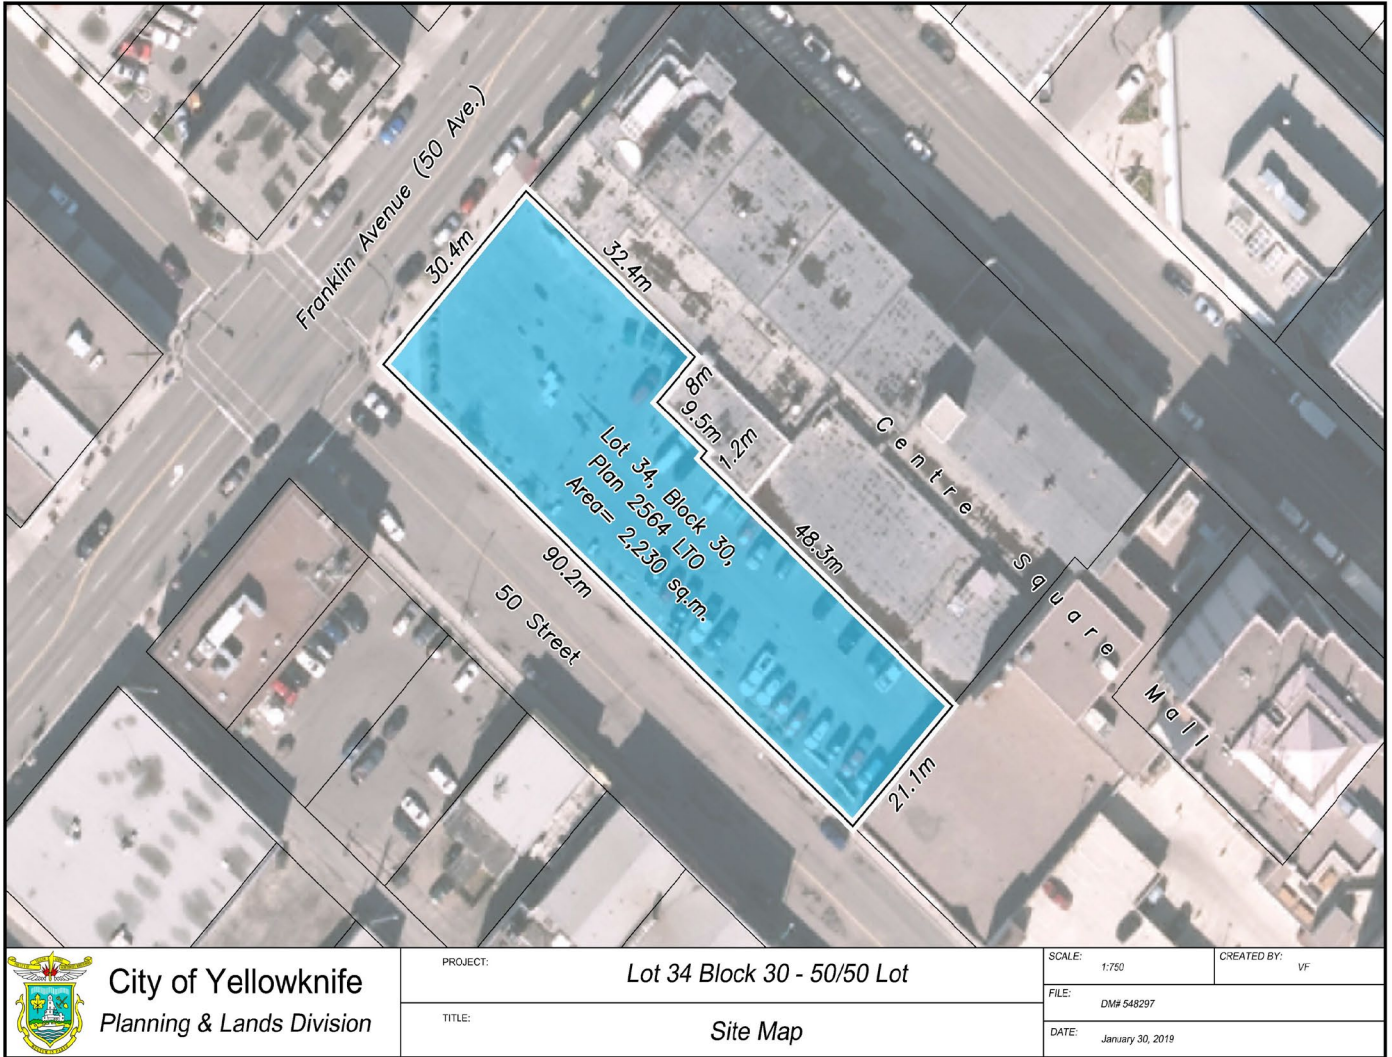 Franklin Avenue (50 Ave.)
30.4m
32.4m
8m
9.5m
1.2m
Lot 34, Block 30,
Plan 2564 LTO
Area= 2,230 sq.m.
48.3m
90.2m
21.1m
50 Street
Centre Square Mall
City of Yellowknife
Planning & Lands Division
PROJECT:
Lot 34 Block 30 - 50/50 Lot
TITLE:
Site Map
SCALE:
1:750
CREATED BY:
VF
FILE:
DM# 548297
DATE:
January 30, 2019